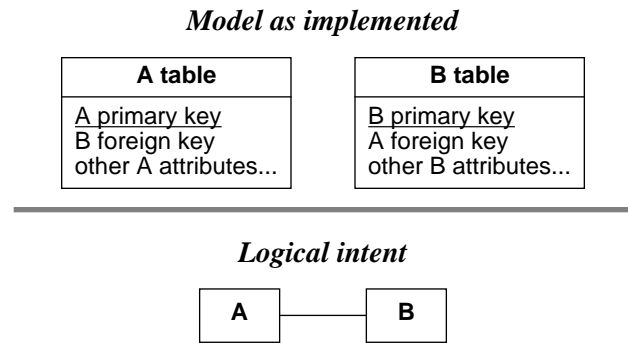 Model as implemented
A table
A primary key
B foreign key
other A attributes...
B table
B primary key
A foreign key
other B attributes...
Logical intent
A
B